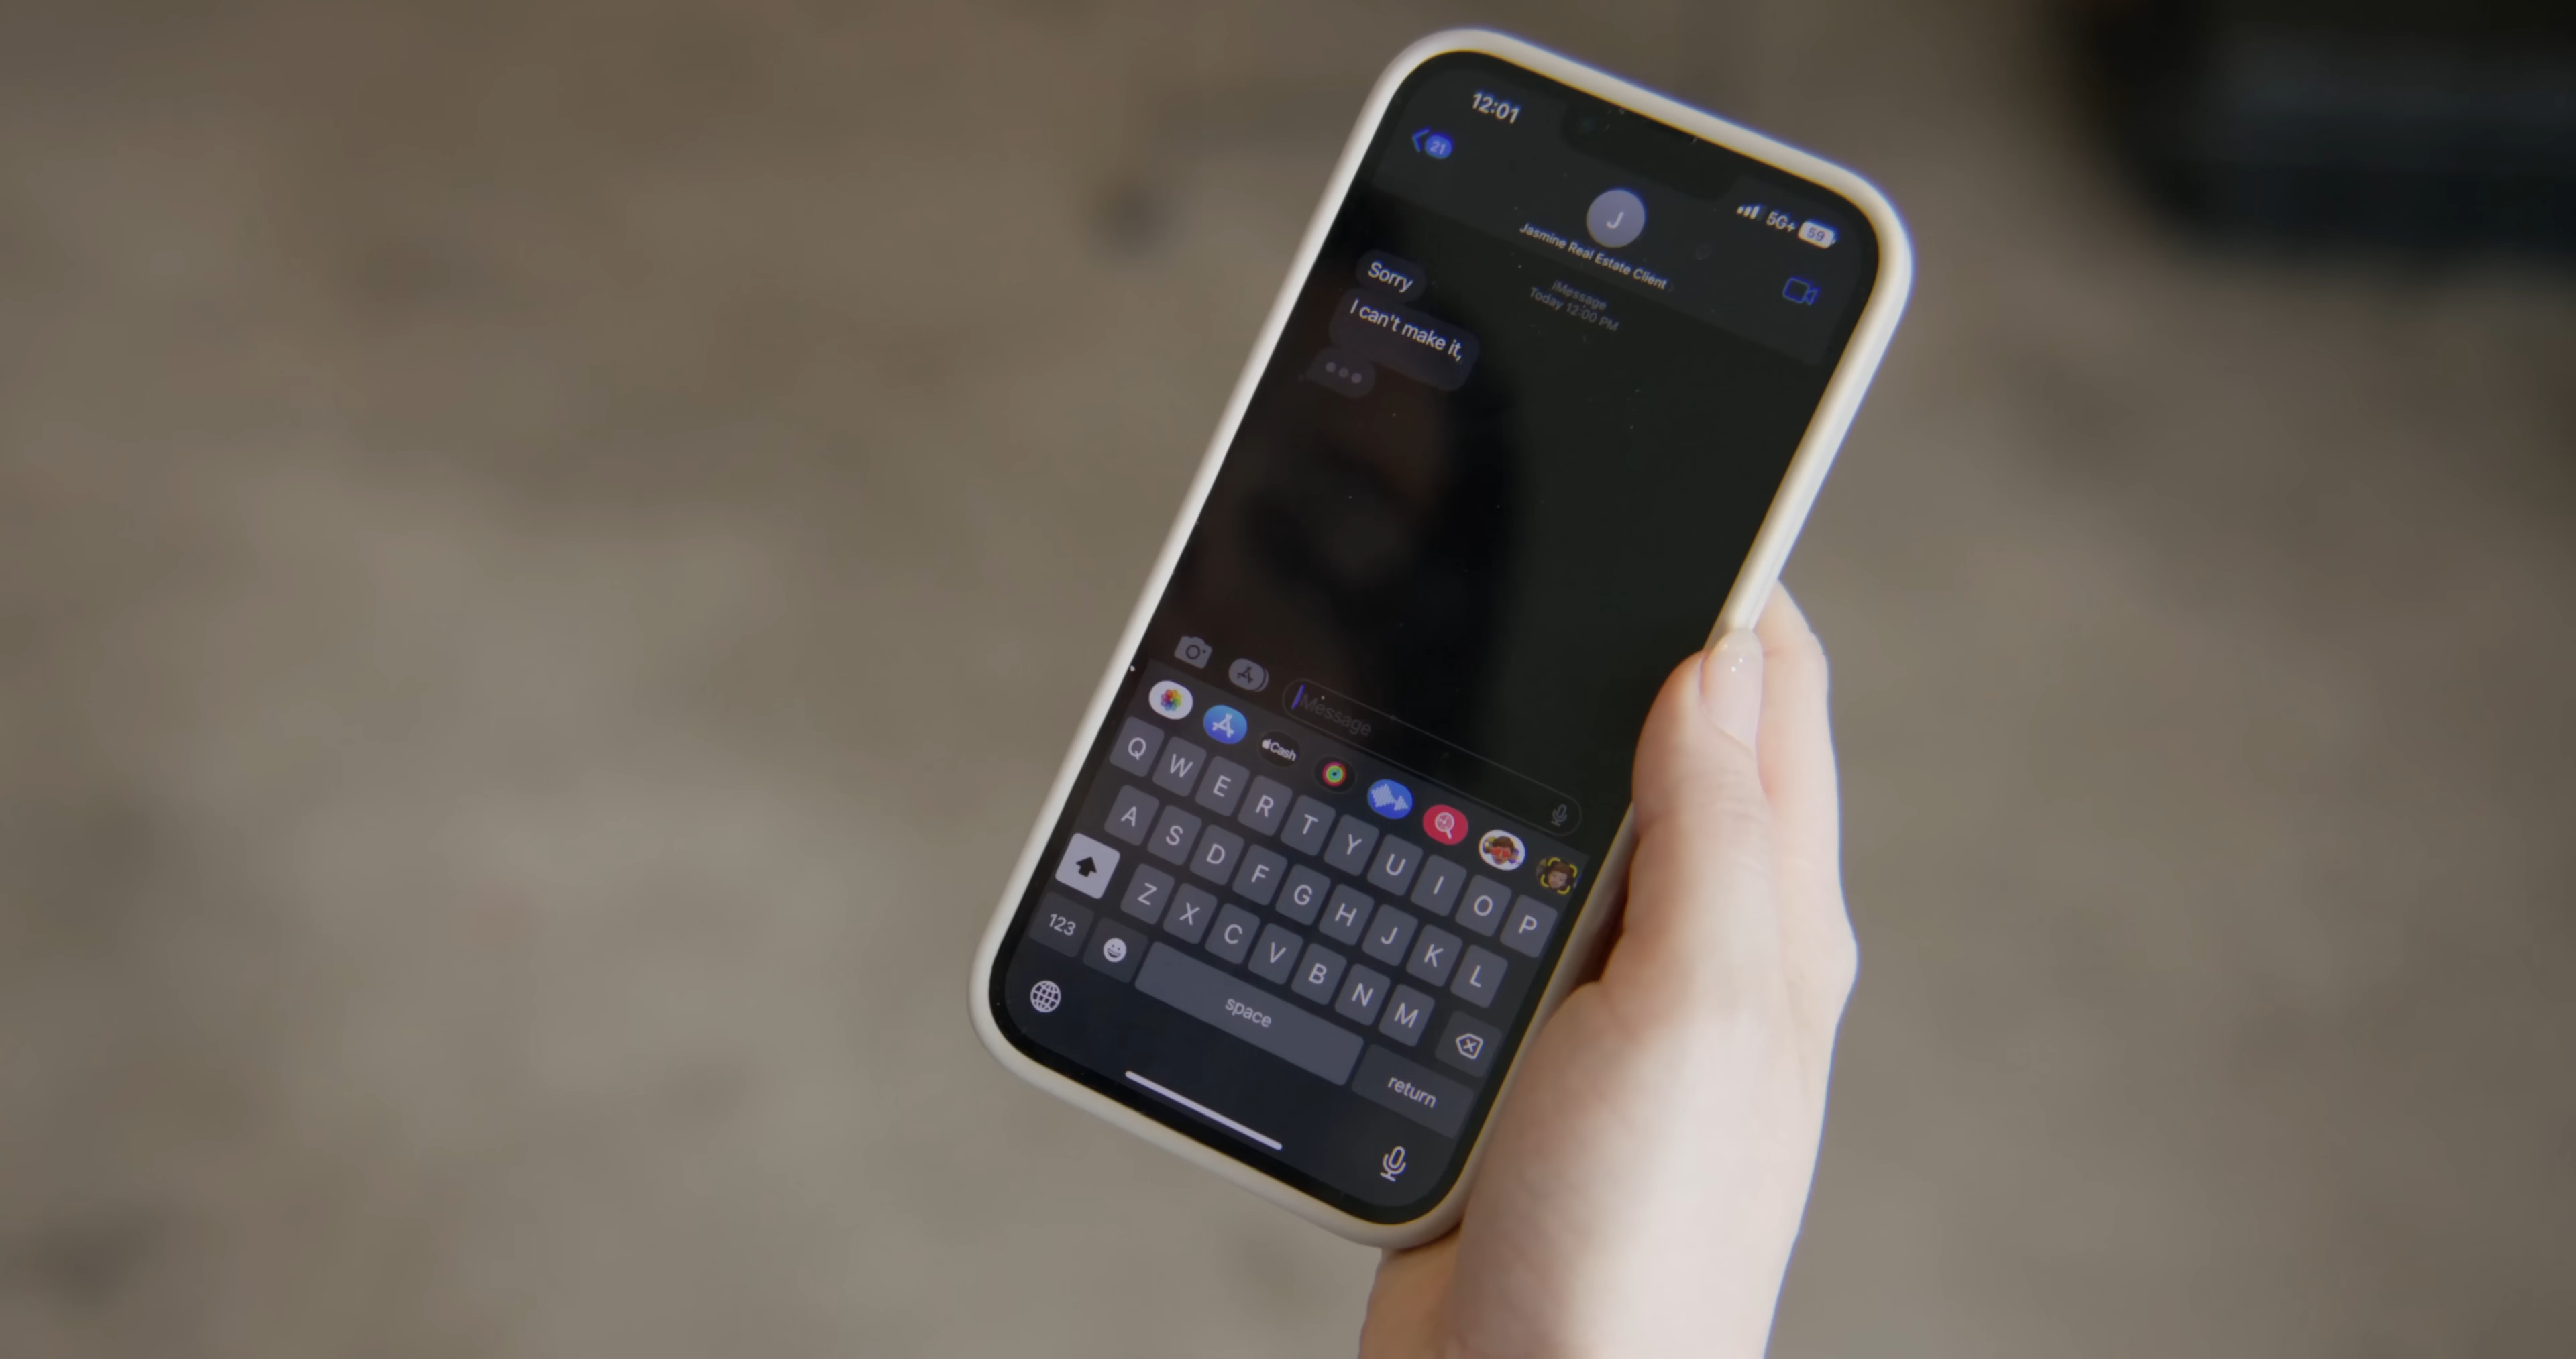 12:01
5G+ 59
21
J
Jasmine Real Estate Client
iMessage
Today 12:00 PM
Sorry
I can't make it,
iMessage
Cash
Q W E R T Y U I O P
A S D F G H J K L
Z X C V B N M
123 space return